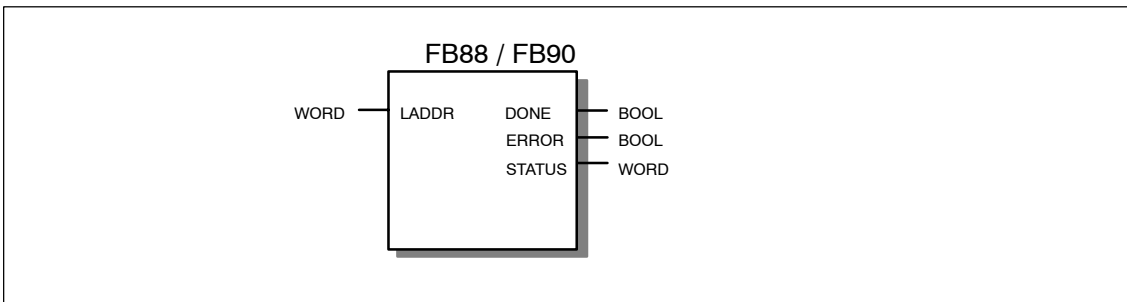 FB88 / FB90
WORD LADDR DONE BOOL
ERROR BOOL
STATUS WORD